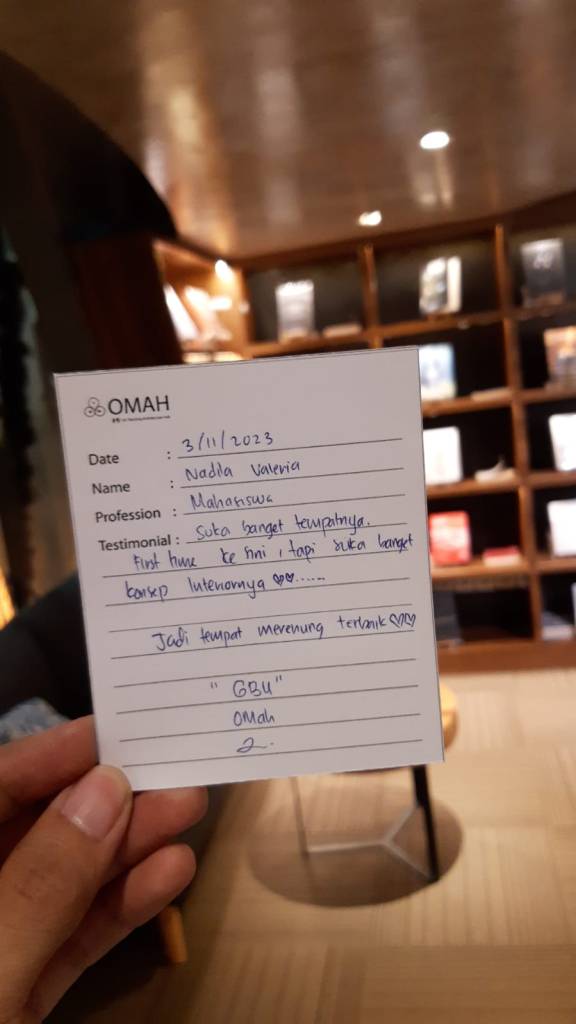 OMAH
Date : 3/11/2023
Name : Nadila Valeria
Profession : Mahasiswa
Testimonial : Suka banget tempatnya.
First time ke sini, tapi suka banget
konsep Interiornya ♡♡......
Jadi tempat merenung terbaik ♡♡
" GBU "
OMah
2.